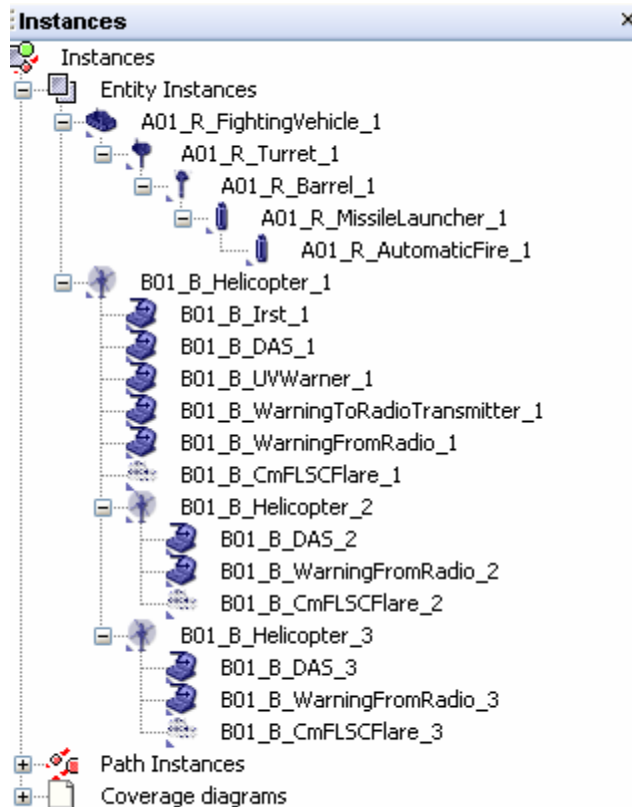 Instances
Instances
Entity Instances
A01_R_FightingVehicle_1
A01_R_Turret_1
A01_R_Barrel_1
A01_R_MissileLauncher_1
A01_R_AutomaticFire_1
B01_B_Helicopter_1
B01_B_Irst_1
B01_B_DAS_1
B01_B_UVWarner_1
B01_B_WarningToRadioTransmitter_1
B01_B_WarningFromRadio_1
B01_B_CmFLSCFlare_1
B01_B_Helicopter_2
B01_B_DAS_2
B01_B_WarningFromRadio_2
B01_B_CmFLSCFlare_2
B01_B_Helicopter_3
B01_B_DAS_3
B01_B_WarningFromRadio_3
B01_B_CmFLSCFlare_3
Path Instances
Coverage diagrams